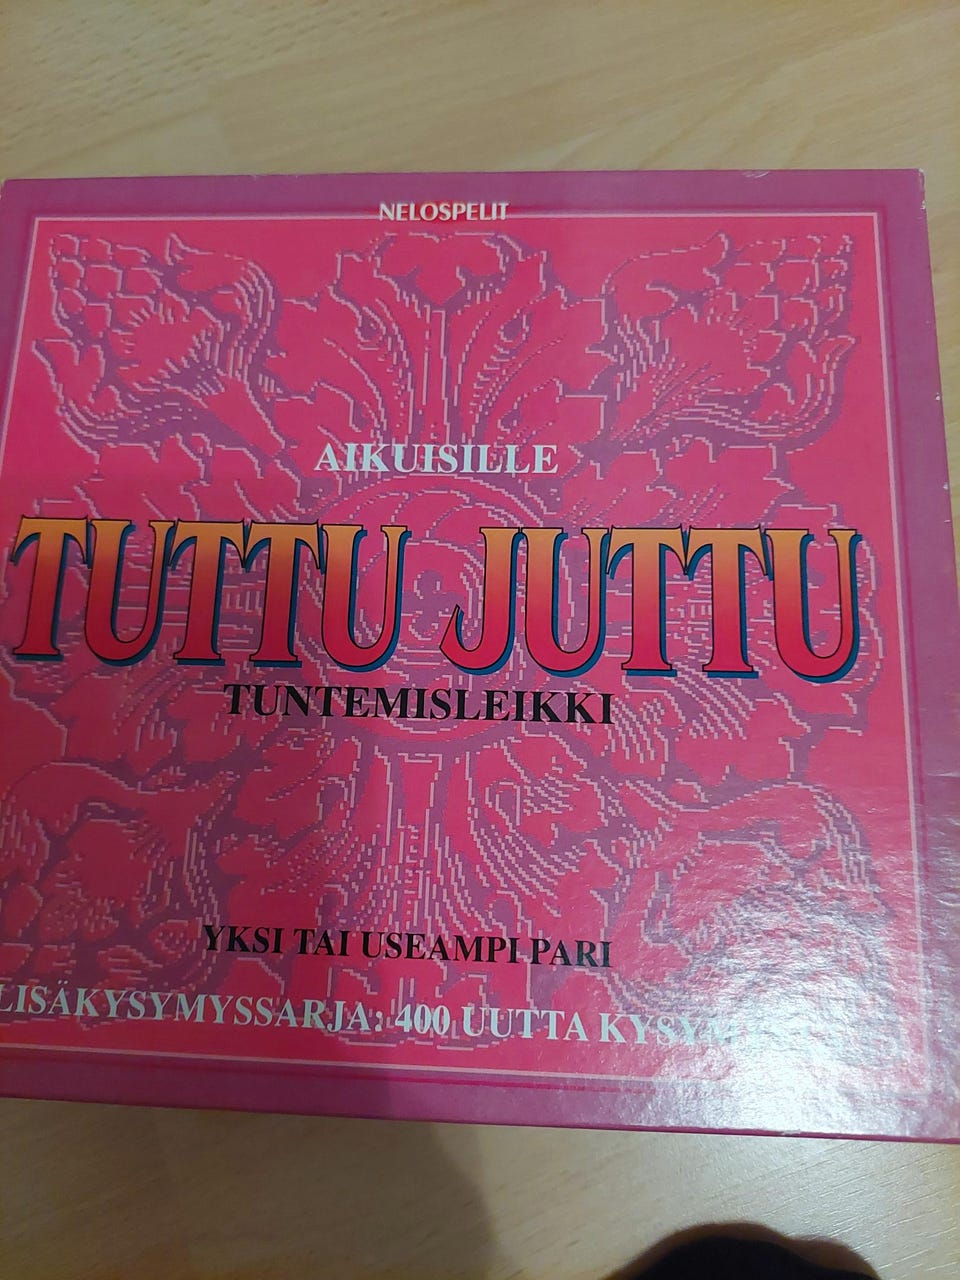 NELOSPELIT
AIKUISILLE
TUTTU JUTTU
TUNTEMISLEIKKI
YKSI TAI USEAMPI PARI
LISÄKYSYMYSSARJA: 400 UUTTA